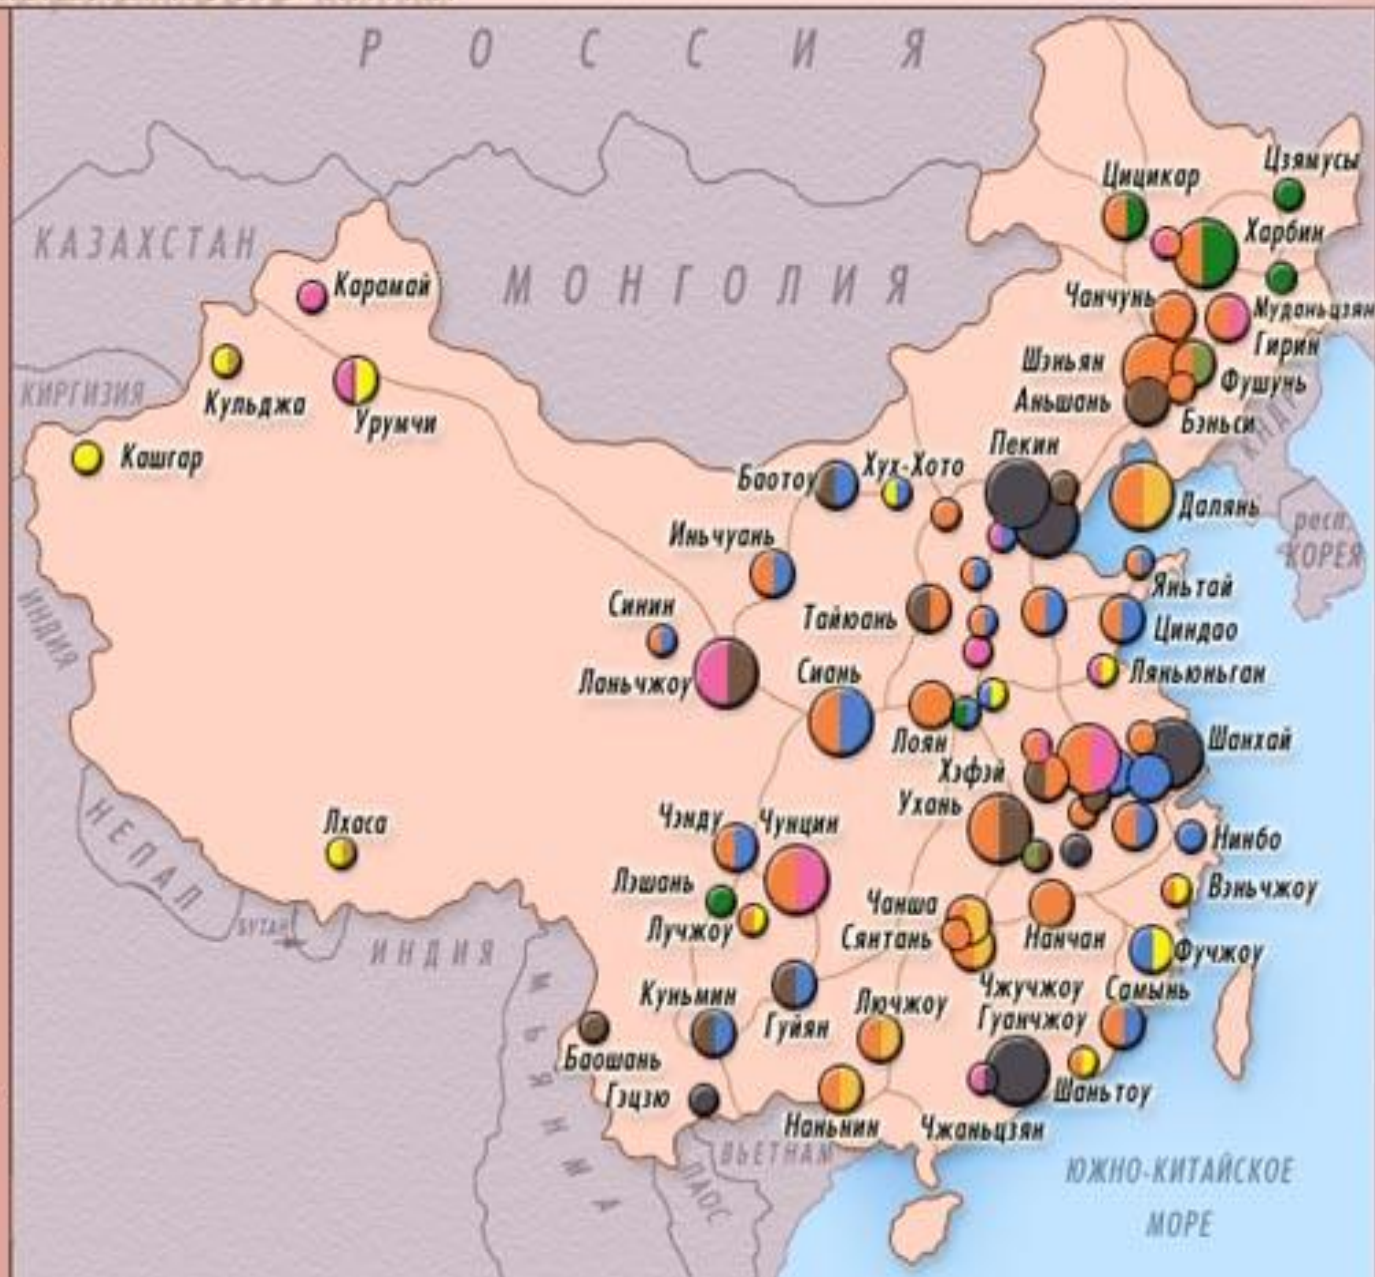 РОССИЯ
КАЗАХСТАН
МОНГОЛИЯ
КИРГИЗИЯ
ИНДИЯ
НЕПАЛ
БУТАН
ИНДИЯ
МЬЯНМА
ЛАОС
ВЬЕТНАМ
КНДР
респ.
КОРЕЯ
ЮЖНО-КИТАЙСКОЕ
МОРЕ
Цзямусы
Цицикар
Харбин
Муданьцзян
Чанчунь
Гирин
Шэньян
Фушунь
Аньшань
Бэньси
Карамай
Кульджа
Урумчи
Кашгар
Пекин
Баотоу
Хух-Хото
Далянь
Иньчуань
Яньтай
Синин
Тайюань
Циндао
Ланьчжоу
Сиань
Ляньюньган
Лоян
Шанхай
Хэфэй
Ухань
Лхаса
Чэнду
Чунцин
Нинбо
Лэшань
Лучжоу
Чанша
Вэньчжоу
Сянтань
Нанчан
Фучжоу
Чжучжоу
Самынь
Куньмин
Гуйян
Лючжоу
Гуанчжоу
Баошань
Гэцзю
Шаньтоу
Наньнин
Чжаньцзян